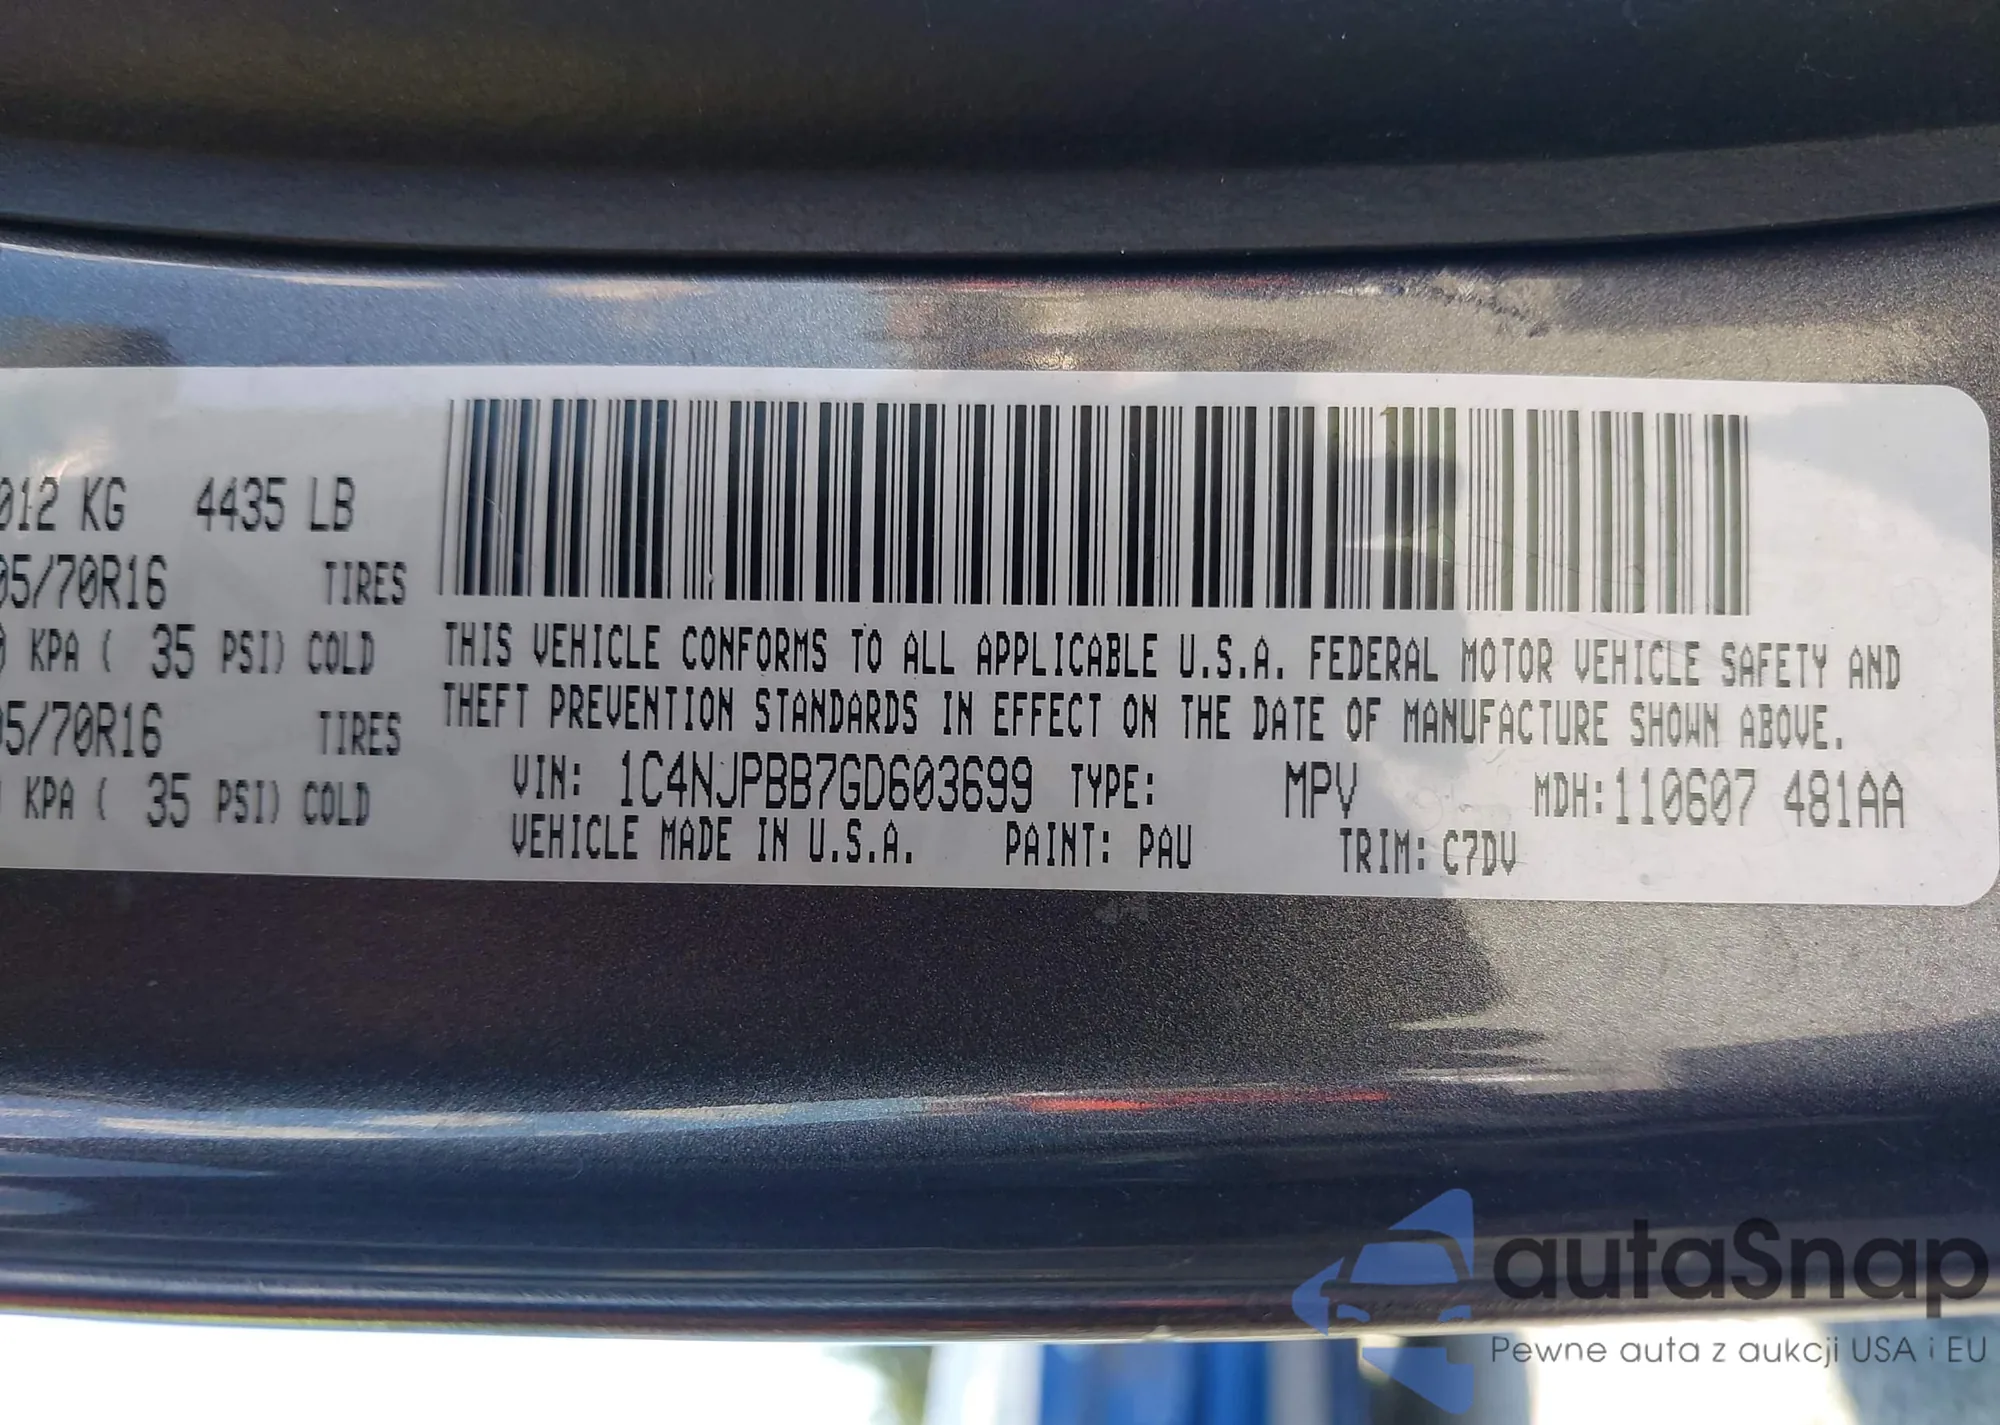 012 KG 4435 LB
05/70R16 TIRES
0 KPA ( 35 PSI) COLD
05/70R16 TIRES
KPA ( 35 PSI) COLD
THIS VEHICLE CONFORMS TO ALL APPLICABLE U.S.A. FEDERAL MOTOR VEHICLE SAFETY AND
THEFT PREVENTION STANDARDS IN EFFECT ON THE DATE OF MANUFACTURE SHOWN ABOVE.
VIN: 1C4NJPBB7GD603699 TYPE: MPV MDH:110607 481AA
VEHICLE MADE IN U.S.A. PAINT: PAU TRIM: C7DV
autaSnap
Pewne auta z aukcji USA i EU